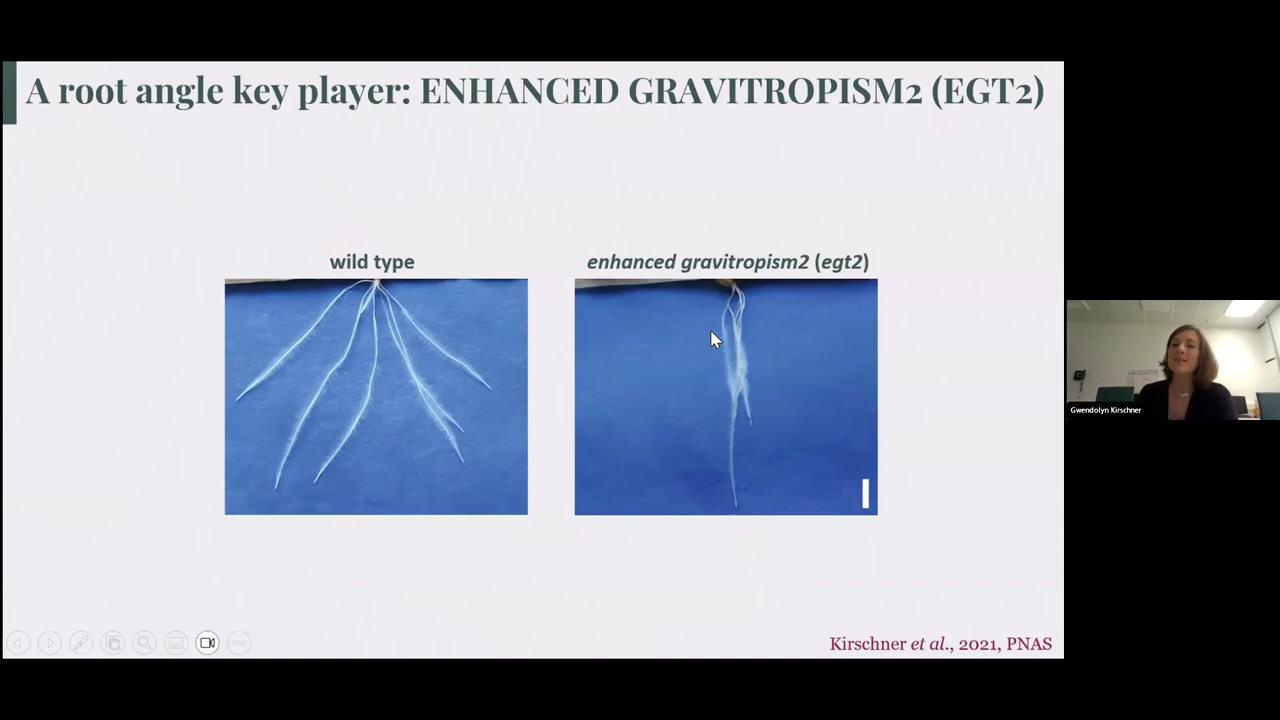 A root angle key player: ENHANCED GRAVITROPISM2 (EGT2)
wild type
enhanced gravitropism2 (egt2)
Gwendolyn Kirschner
Kirschner et al., 2021, PNAS